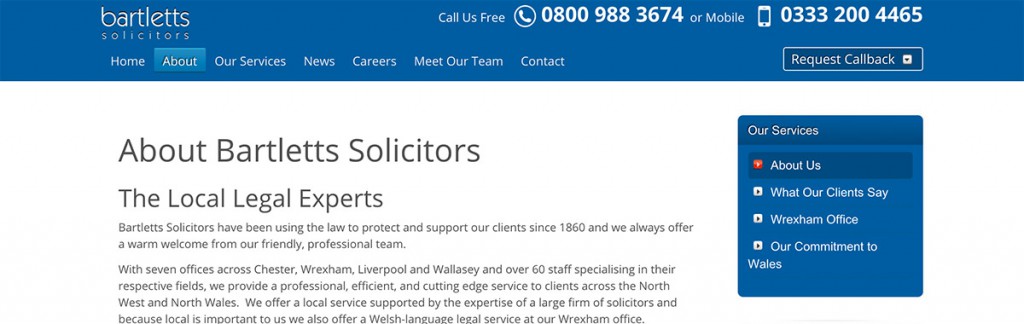 bartletts
solicitors
Call Us Free 0800 988 3674 or Mobile 0333 200 4465
Home About Our Services News Careers Meet Our Team Contact
Request Callback
About Bartletts Solicitors
The Local Legal Experts
Bartletts Solicitors have been using the law to protect and support our clients since 1860 and we always offer
a warm welcome from our friendly, professional team.
With seven offices across Chester, Wrexham, Liverpool and Wallasey and over 60 staff specialising in their
respective fields, we provide a professional, efficient, and cutting edge service to clients across the North
West and North Wales. We offer a local service supported by the expertise of a large firm of solicitors and
because local is important to us we also offer a Welsh-language legal service at our Wrexham office.
Our Services
About Us
What Our Clients Say
Wrexham Office
Our Commitment to
Wales